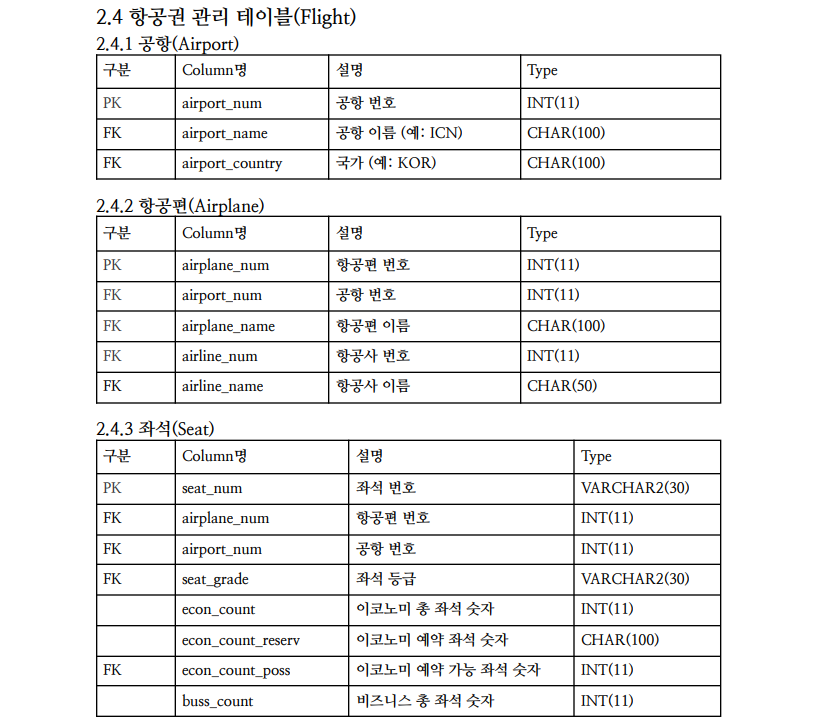 2.4 항공권 관리 테이블(Flight)
2.4.1 공항(Airport)
구분 Column명 설명 Type
PK airport_num 공항 번호 INT(11)
FK airport_name 공항 이름 (예: ICN) CHAR(100)
FK airport_country 국가 (예: KOR) CHAR(100)
2.4.2 항공편(Airplane)
구분 Column명 설명 Type
PK airplane_num 항공편 번호 INT(11)
FK airport_num 공항 번호 INT(11)
FK airplane_name 항공편 이름 CHAR(100)
PK airline_num 항공사 번호 INT(11)
FK airline_name 항공사 이름 CHAR(50)
2.4.3 좌석(Seat)
구분 Column명 설명 Type
PK seat_num 좌석 번호 VARCHAR2(30)
FK airplane_num 항공편 번호 INT(11)
FK airport_num 공항 번호 INT(11)
FK seat_grade 좌석 등급 VARCHAR2(30)
econ_count 이코노미 총 좌석 숫자 INT(11)
econ_count_reserv 이코노미 예약 좌석 숫자 CHAR(100)
FK econ_count_poss 이코노미 예약 가능 좌석 숫자 INT(11)
buss_count 비즈니스 총 좌석 숫자 INT(11)